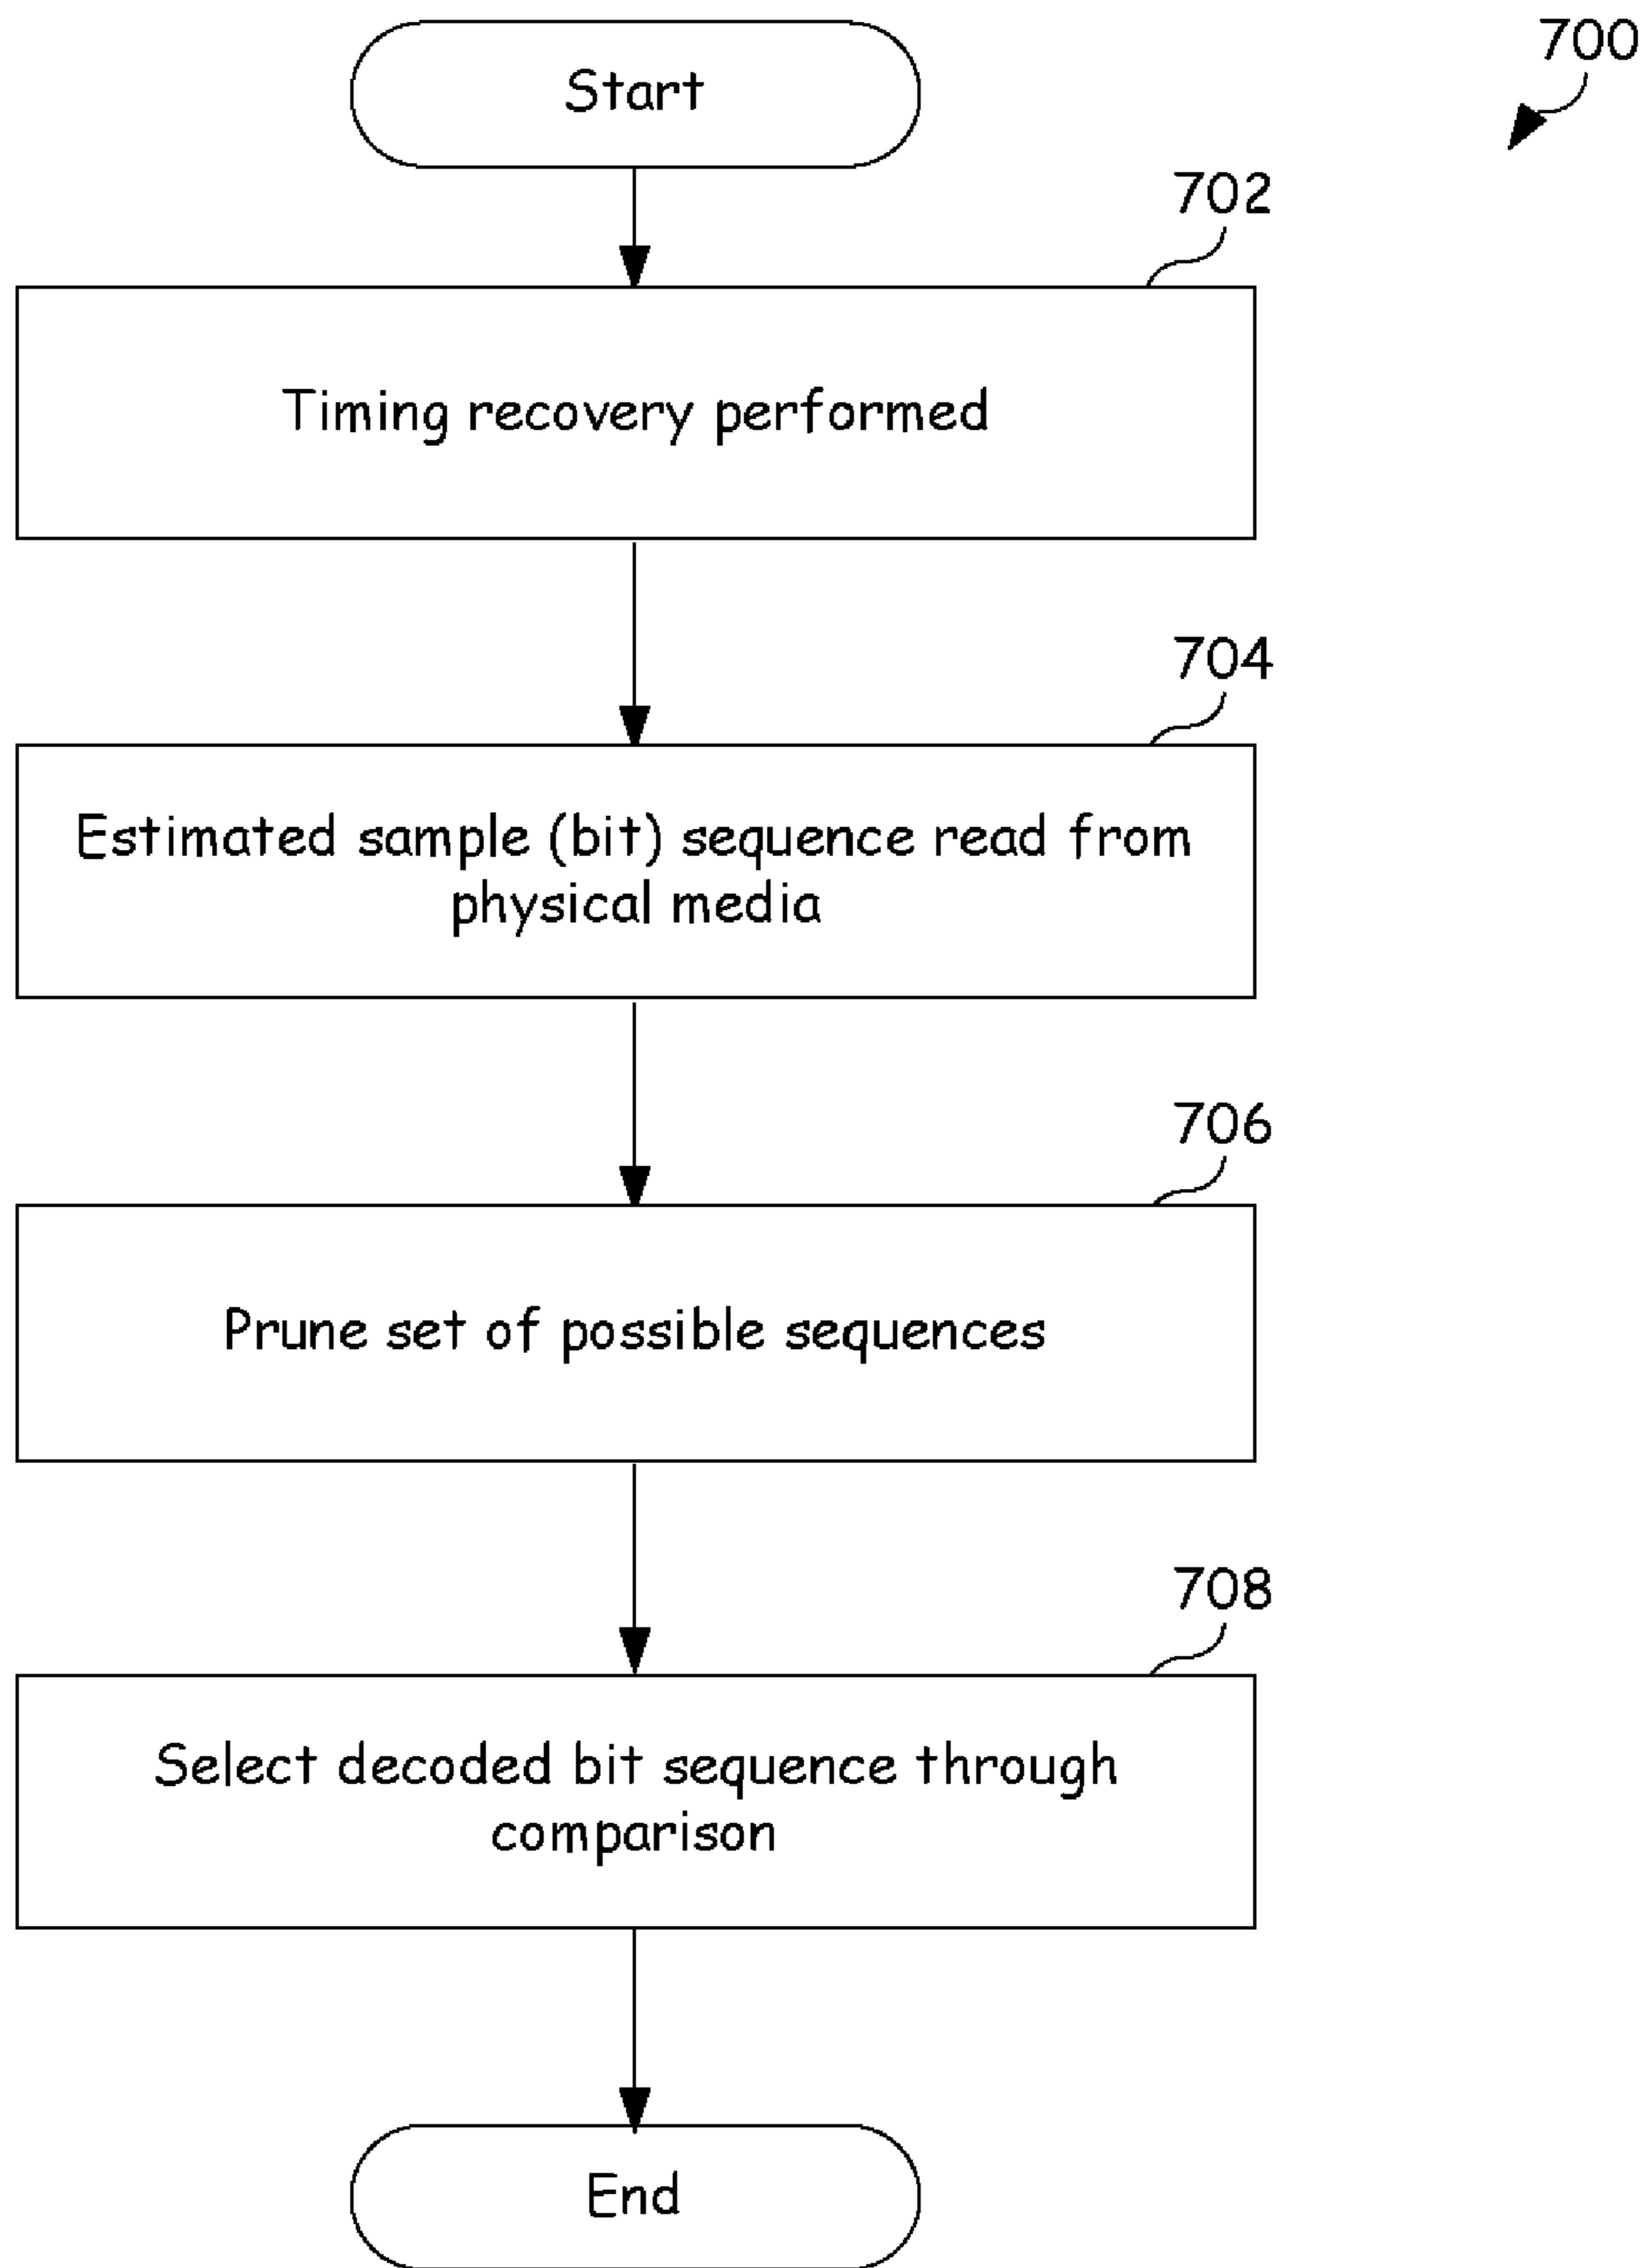 Start
700
702
Timing recovery performed
704
Estimated sample (bit) sequence read from
physical media
706
Prune set of possible sequences
708
Select decoded bit sequence through
comparison
End